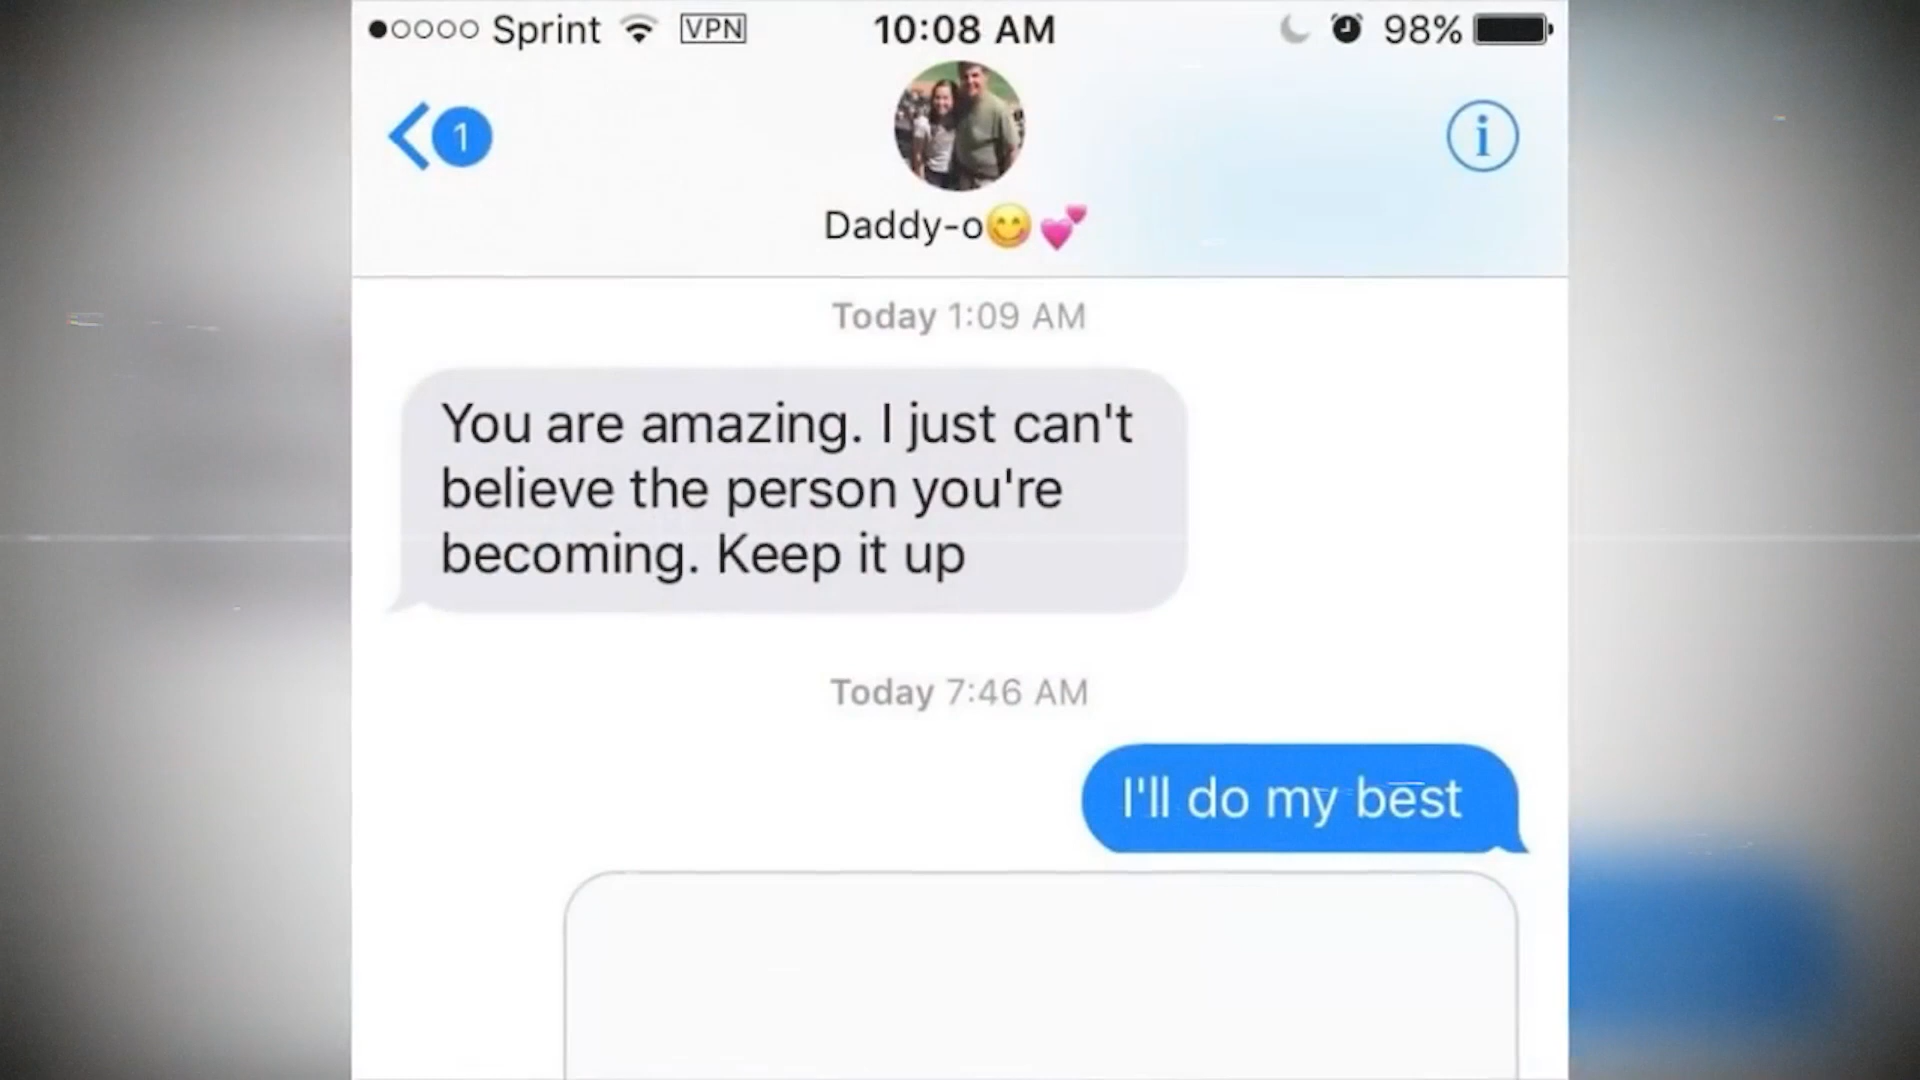 Sprint VPN 10:08 AM 98%
1
i
Daddy-o😋💕
Today 1:09 AM
You are amazing. I just can't
believe the person you're
becoming. Keep it up
Today 7:46 AM
I'll do my best